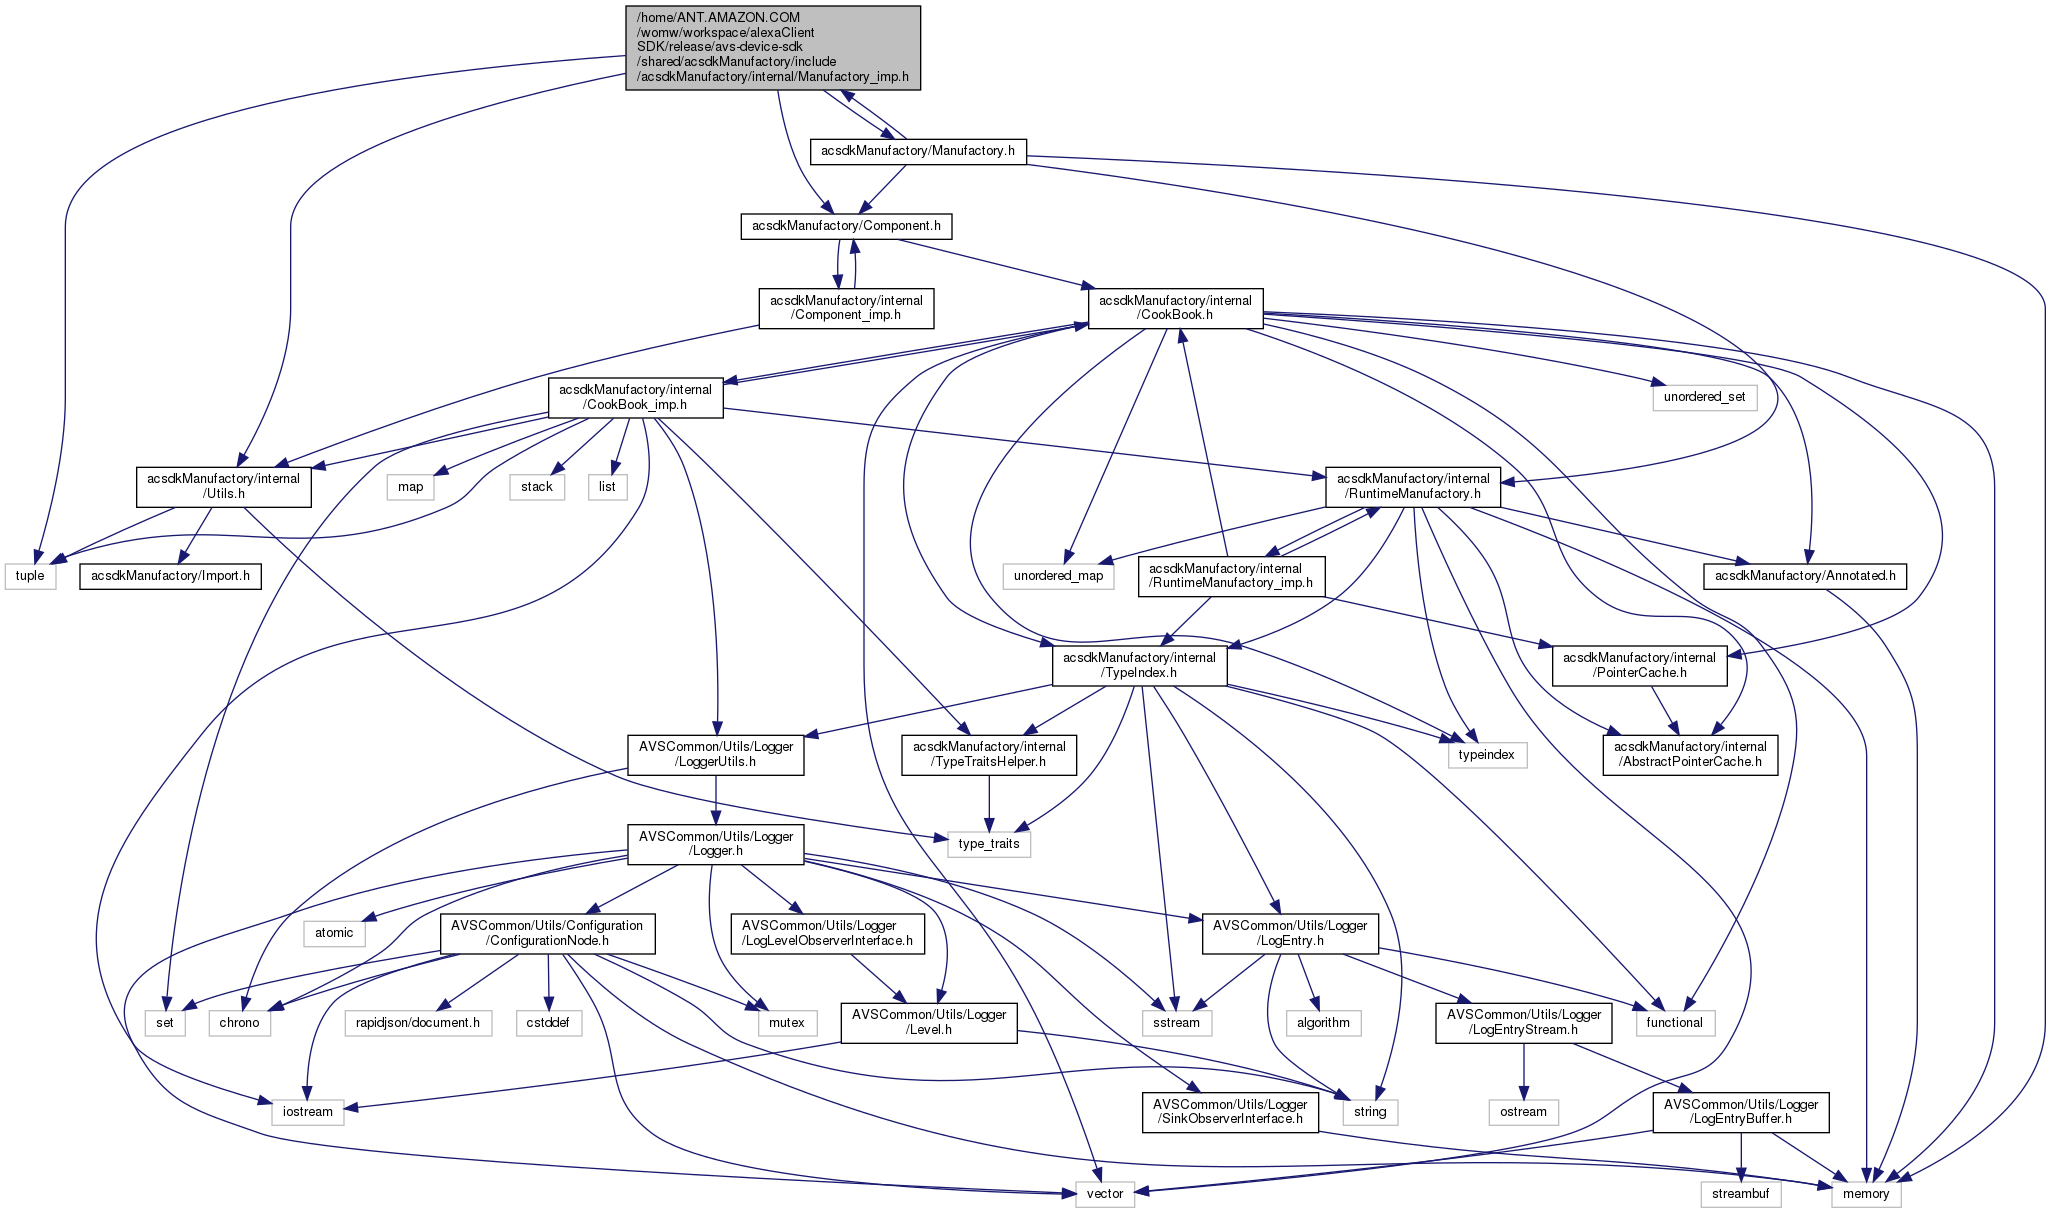 /home/ANT.AMAZON.COM
/womw/workspace/alexaClient
SDK/release/avs-device-sdk
/shared/acsdkManufactory/include
/acsdkManufactory/internal/Manufactory_imp.h
acsdkManufactory/Manufactory.h
acsdkManufactory/Component.h
acsdkManufactory/internal
/Component_imp.h
acsdkManufactory/internal
/CookBook.h
acsdkManufactory/internal
/CookBook_imp.h
unordered_set
acsdkManufactory/internal
/Utils.h
map
stack
list
acsdkManufactory/internal
/RuntimeManufactory.h
tuple
acsdkManufactory/Import.h
unordered_map
acsdkManufactory/internal
/RuntimeManufactory_imp.h
acsdkManufactory/Annotated.h
acsdkManufactory/internal
/TypeIndex.h
acsdkManufactory/internal
/PointerCache.h
AVSCommon/Utils/Logger
/LoggerUtils.h
acsdkManufactory/internal
/TypeTraitsHelper.h
typeindex
acsdkManufactory/internal
/AbstractPointerCache.h
AVSCommon/Utils/Logger
/Logger.h
type_traits
atomic
AVSCommon/Utils/Configuration
/ConfigurationNode.h
AVSCommon/Utils/Logger
/LogLevelObserverInterface.h
AVSCommon/Utils/Logger
/LogEntry.h
set
chrono
rapidjson/document.h
cstddef
mutex
AVSCommon/Utils/Logger
/Level.h
sstream
algorithm
AVSCommon/Utils/Logger
/LogEntryStream.h
functional
iostream
AVSCommon/Utils/Logger
/SinkObserverInterface.h
string
ostream
AVSCommon/Utils/Logger
/LogEntryBuffer.h
vector
streambuf
memory